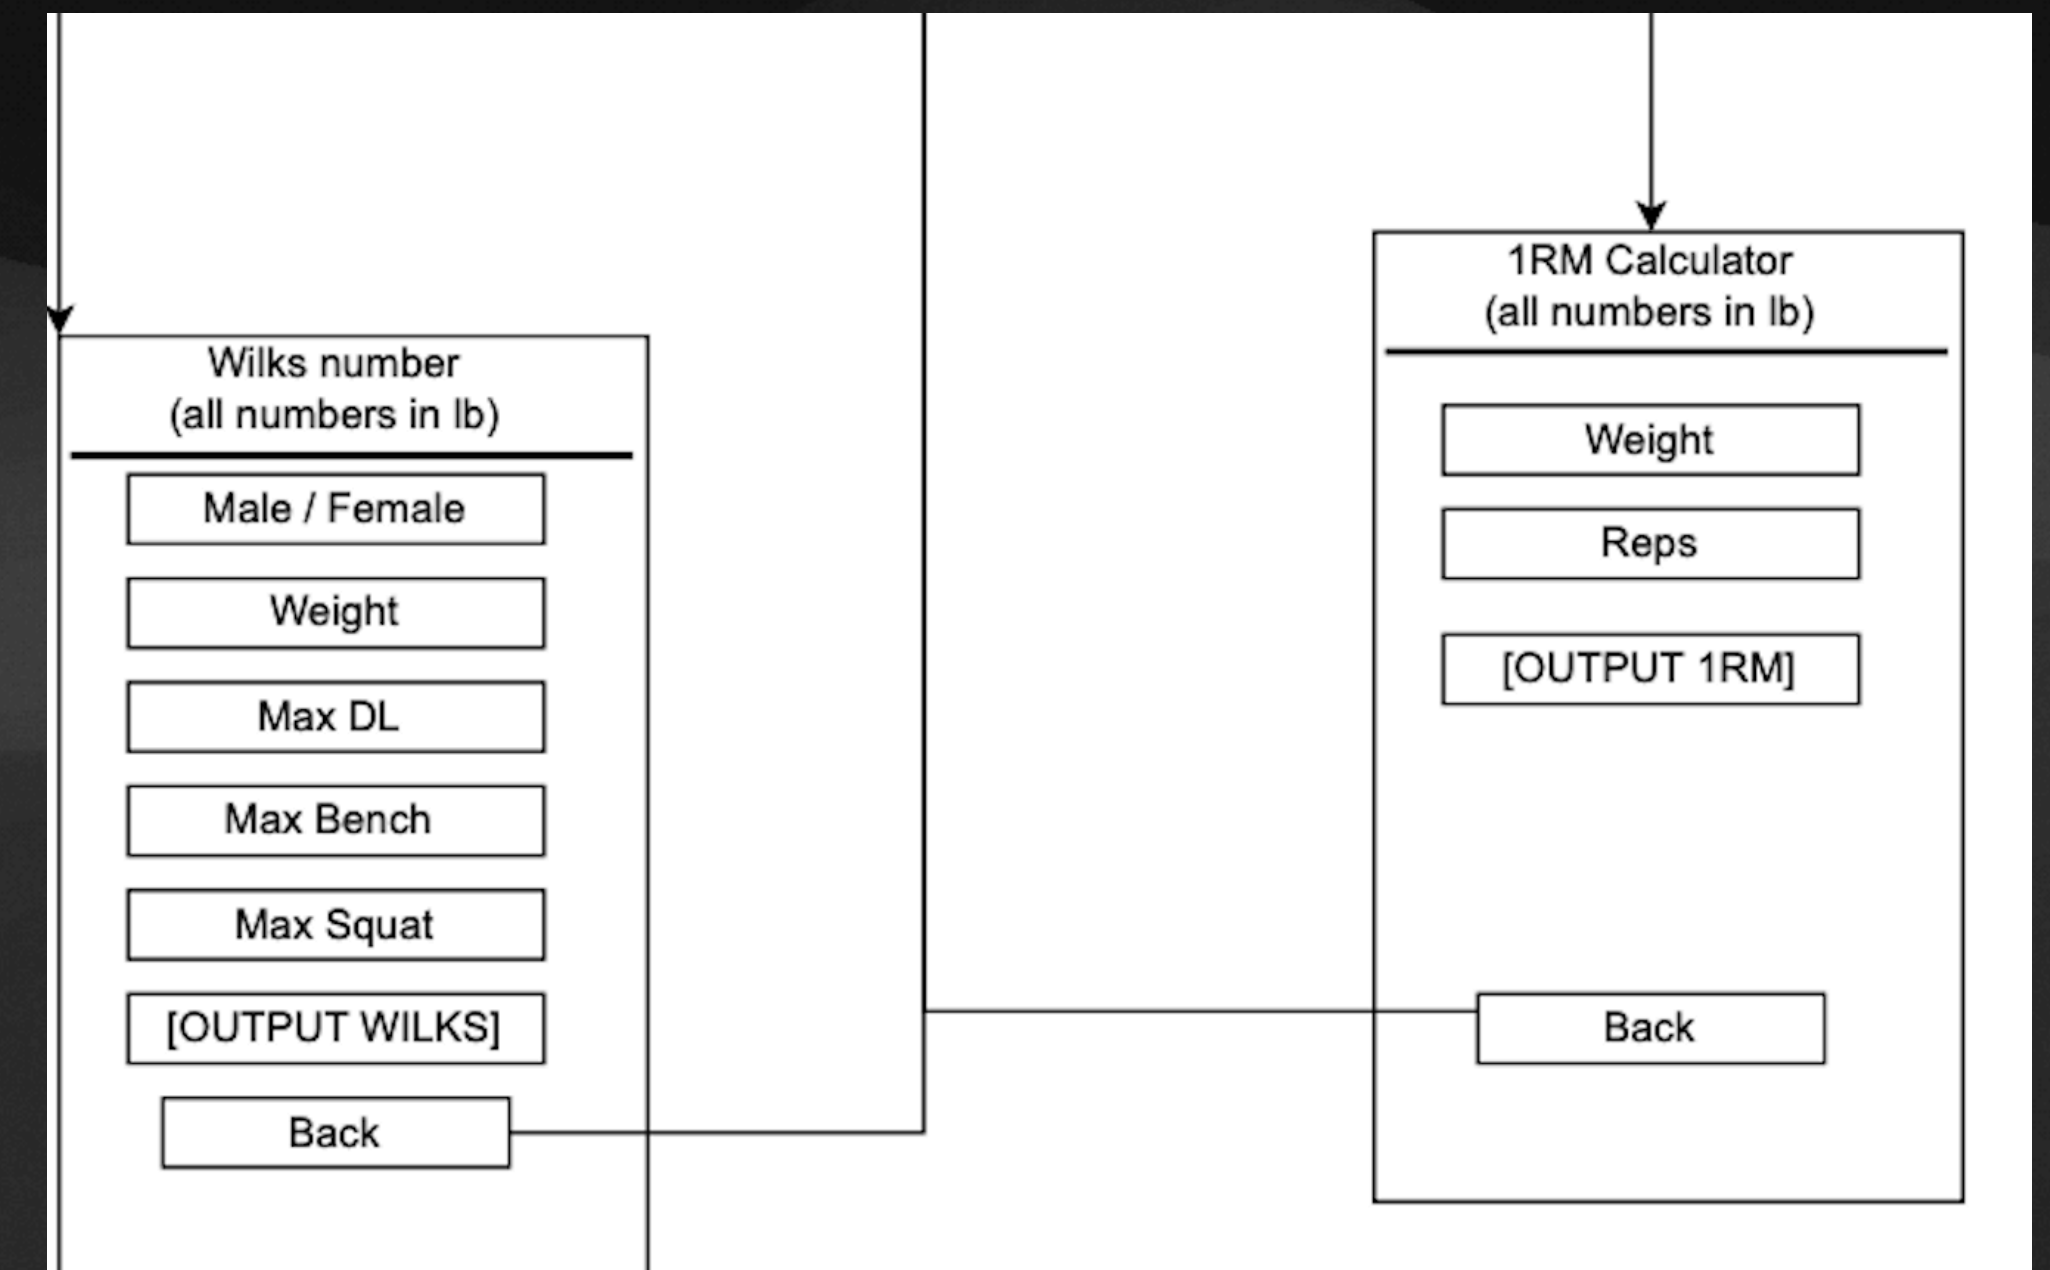 Wilks number
(all numbers in lb)
Male / Female
Weight
Max DL
Max Bench
Max Squat
[OUTPUT WILKS]
Back
1RM Calculator
(all numbers in lb)
Weight
Reps
[OUTPUT 1RM]
Back